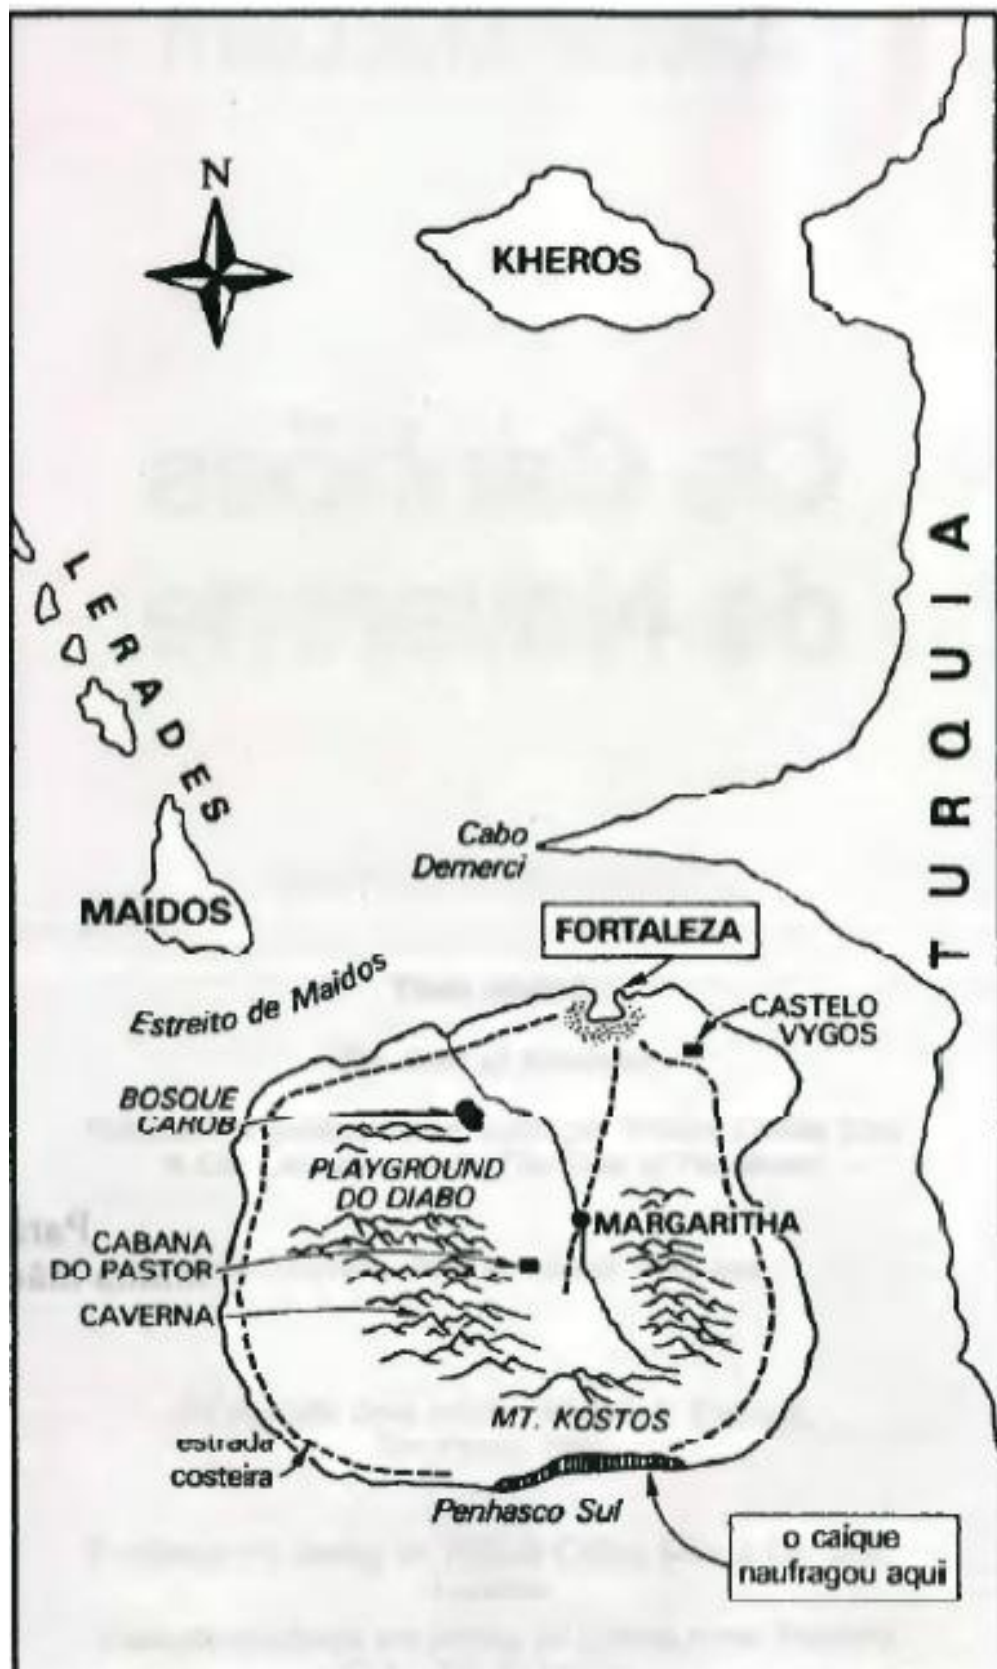 N
KHEROS
LERADES
TURQUIA
Cabo
Demerci
MAIDOS
FORTALEZA
Estreito de Maidos
CASTELO
VYGOS
BOSQUE
CAROB
PLAYGROUND
DO DIABO
MARGARITHA
CABANA
DO PASTOR
CAVERNA
MT. KOSTOS
estrada
costeira
Penhasco Sul
o caique
naufragou aqui